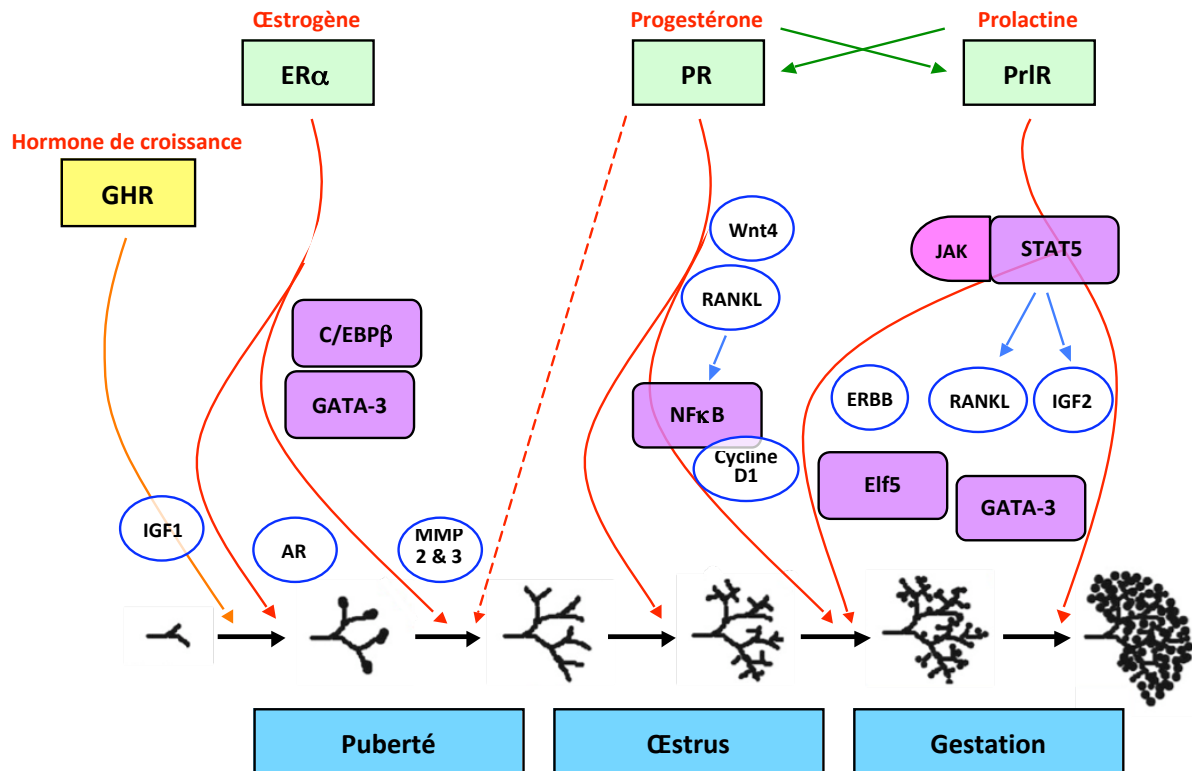 Œstrogène
Progestérone
Prolactine
ERα
PR
PrlR
Hormone de croissance
GHR
Wnt4
JAK
STAT5
RANKL
C/EBPβ
GATA-3
NFκB
ERBB
RANKL
IGF2
Cycline
D1
Elf5
GATA-3
IGF1
AR
MMP
2 & 3
Puberté
Œstrus
Gestation